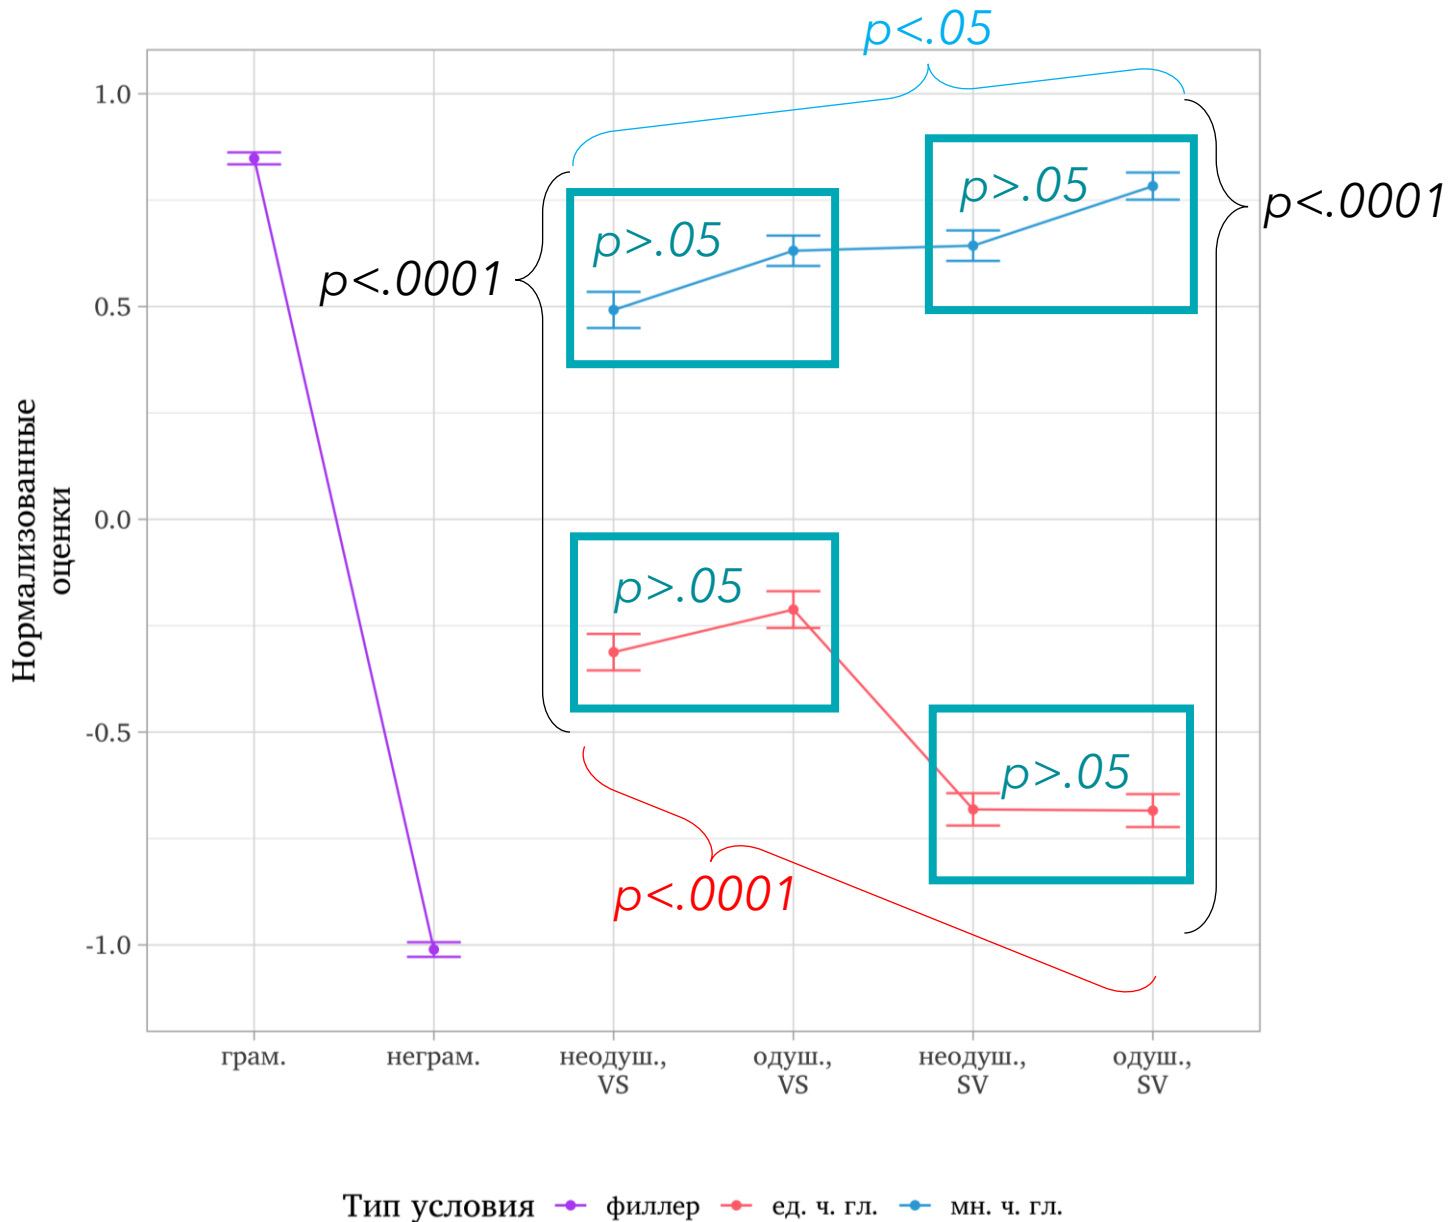 p<.05
1.0
p>.05
p<.0001
p>.05
p<.0001
0.5
Нормализованные
оценки
0.0
p>.05
-0.5
p>.05
p<.0001
-1.0
грам.
неграм.
неодуш.,
VS
одуш.,
VS
неодуш.,
SV
одуш.,
SV
Тип условия филлер ед. ч. гл. мн. ч. гл.